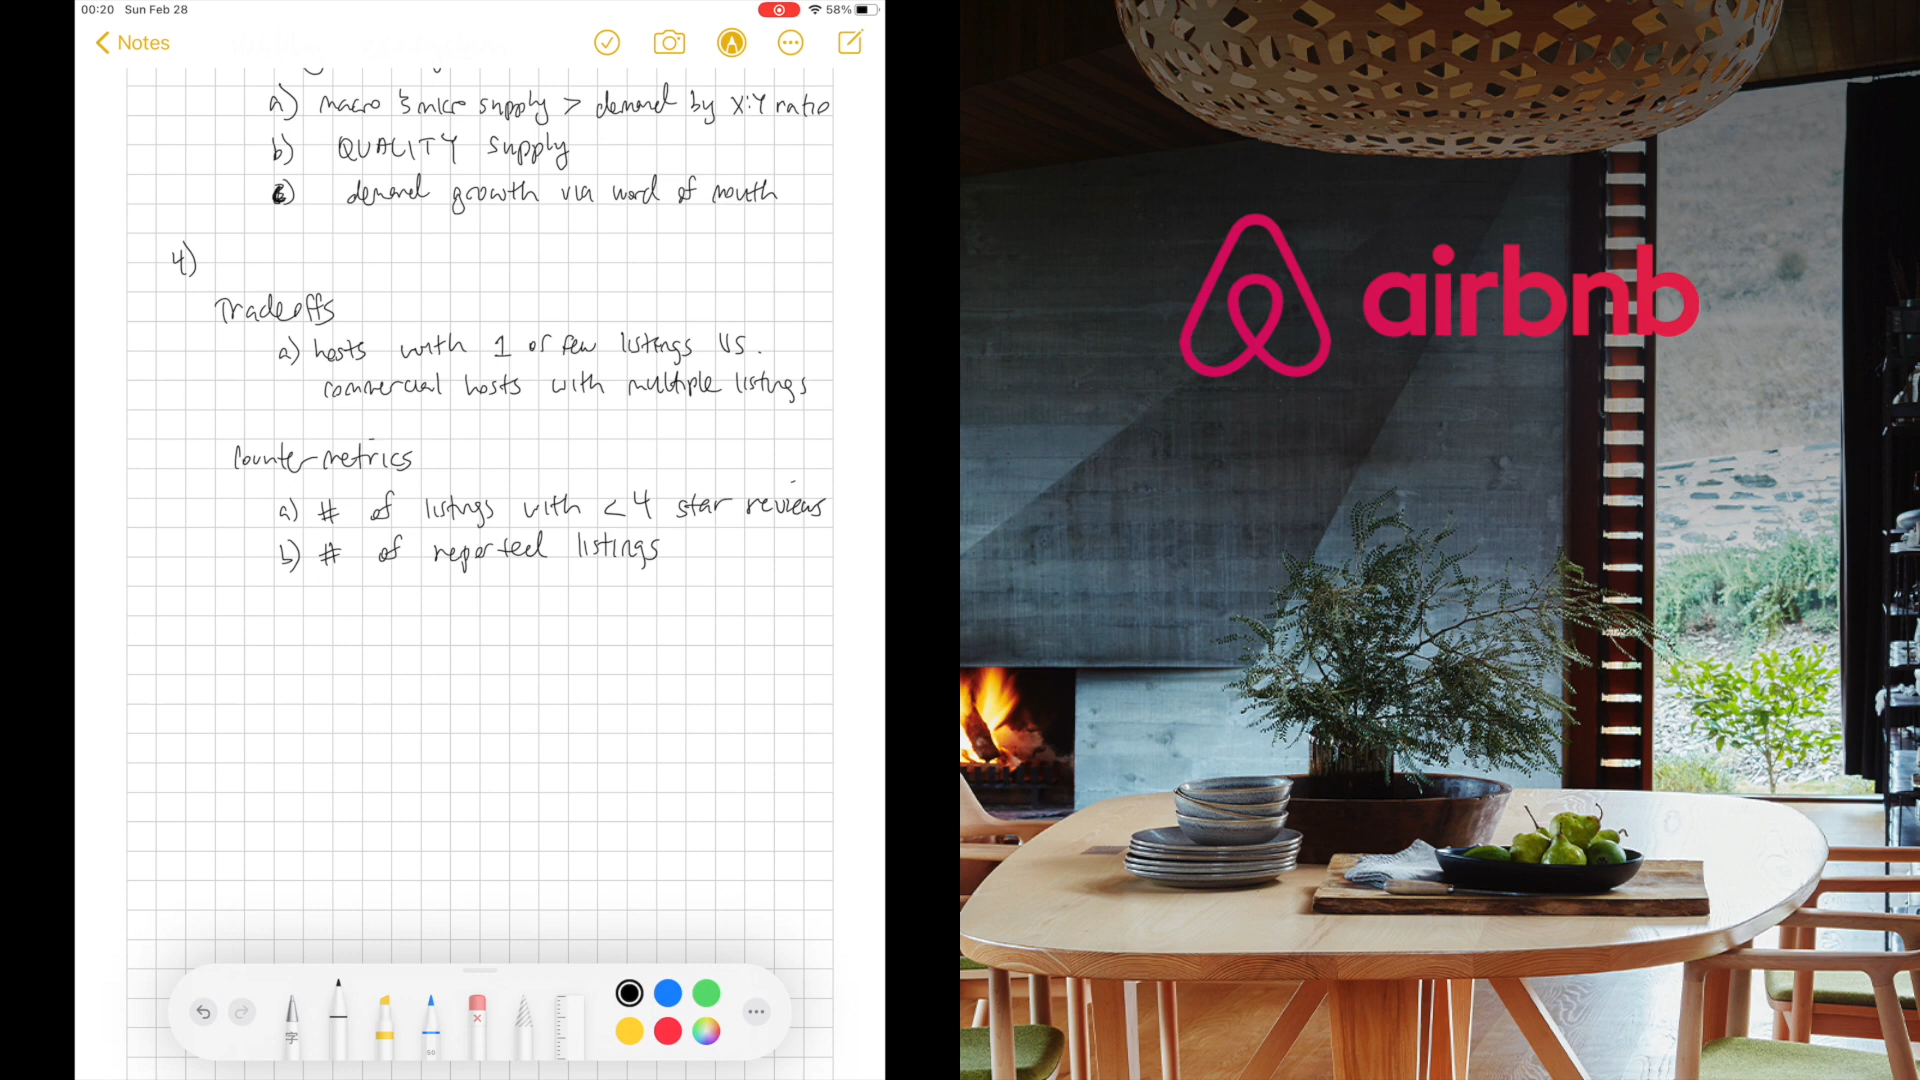 00:20 Sun Feb 28
58%
Notes
a) macro & micro supply > demand by X:Y ratio
b) QUALITY supply
c) demand growth via word of mouth
4)
Tradeoffs
a) hosts with 1 or few listings vs.
commercial hosts with multiple listings
Counter metrics
a) # of listings with < 4 star reviews
b) # of reported listings
字
50
airbnb